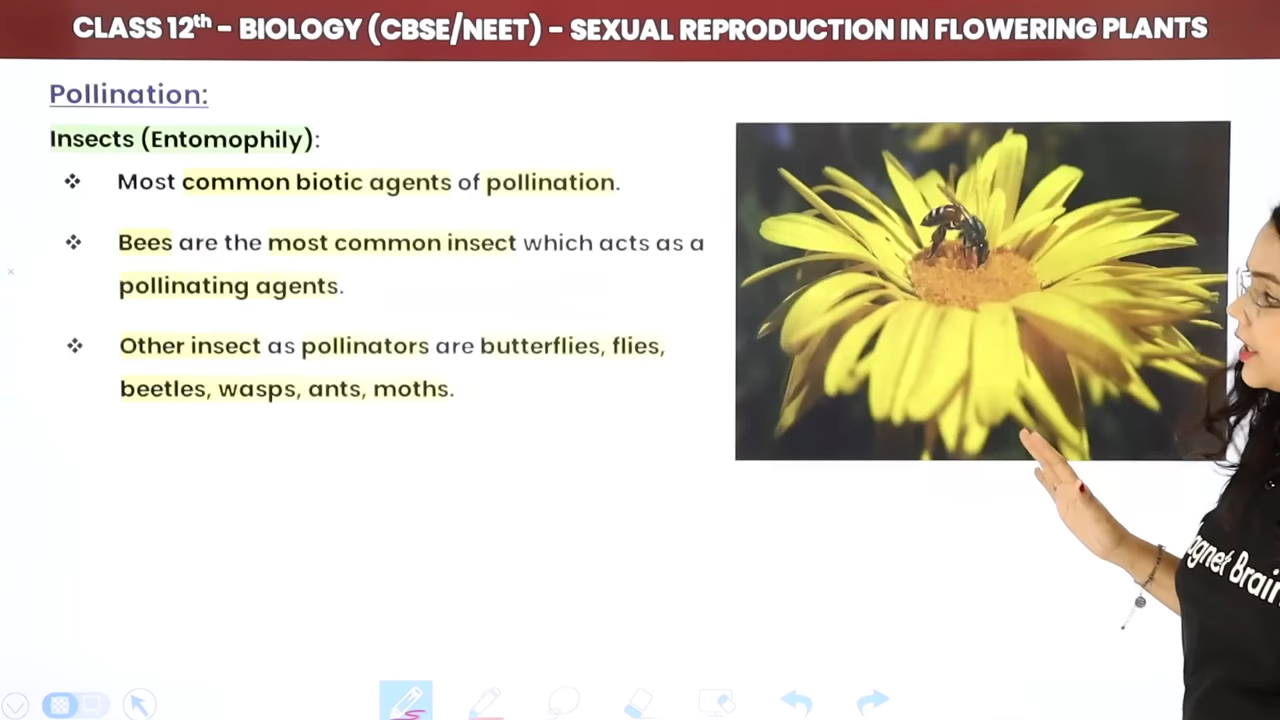 CLASS 12th – BIOLOGY (CBSE/NEET) – SEXUAL REPRODUCTION IN FLOWERING PLANTS
Pollination:
Insects (Entomophily):
❖ Most common biotic agents of pollination.
❖ Bees are the most common insect which acts as a
pollinating agents.
❖ Other insect as pollinators are butterflies, flies,
beetles, wasps, ants, moths.
agnet Brain